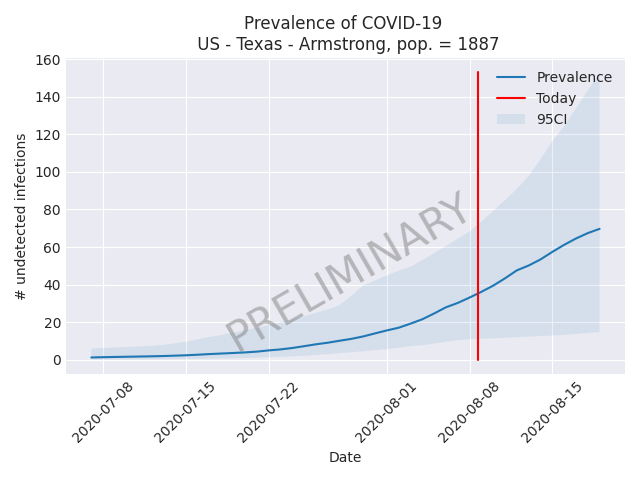 Prevalence of COVID-19
US - Texas - Armstrong, pop. = 1887
160
140
120
100
80
60
40
20
0
# undetected infections
Prevalence
Today
95CI
PRELIMINARY
2020-07-08
2020-07-15
2020-07-22
2020-08-01
2020-08-08
2020-08-15
Date